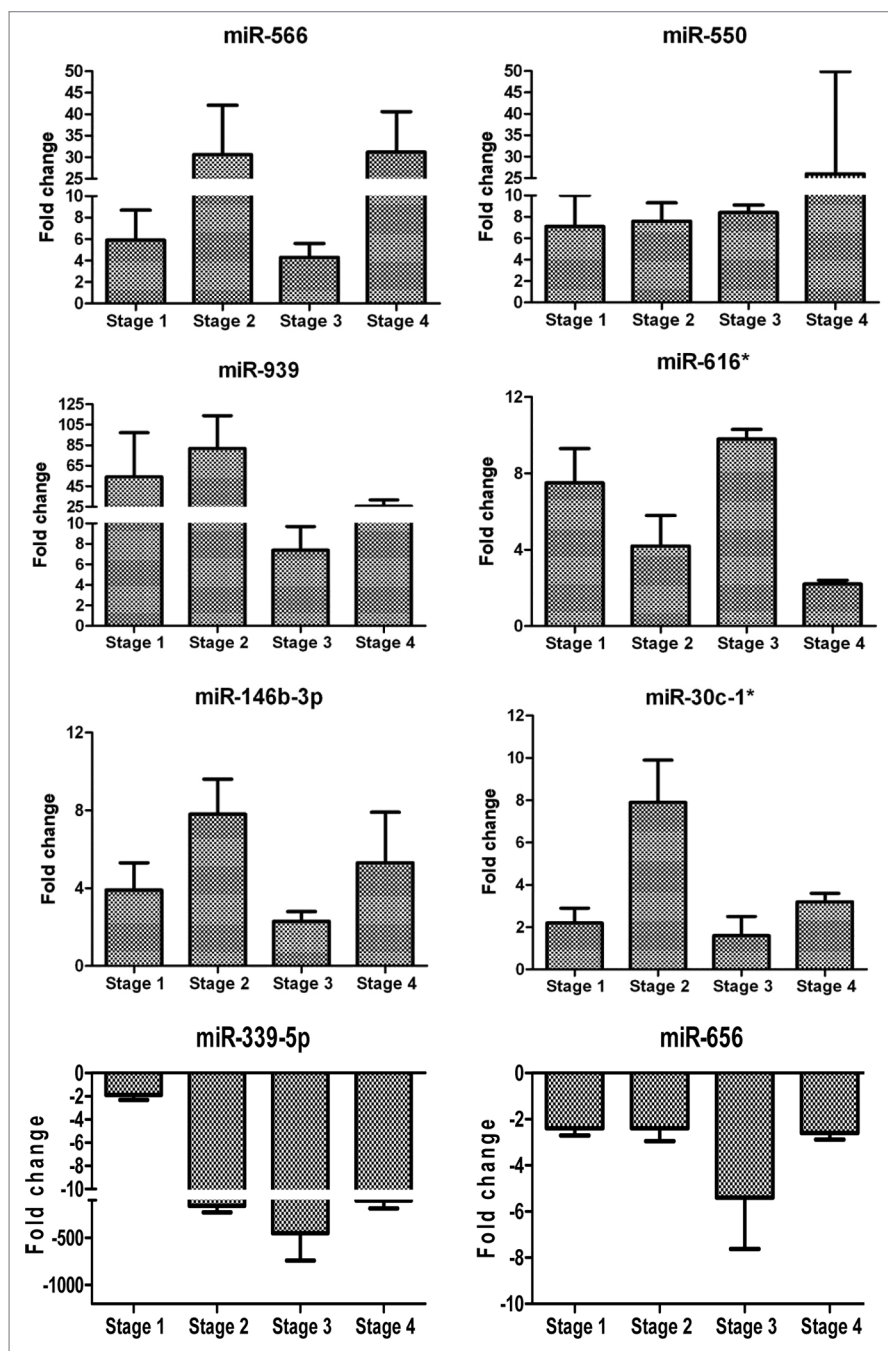 miR-566
Fold change
50
45
40
35
30
25
10
8
6
4
2
0
Stage 1 Stage 2 Stage 3 Stage 4
miR-550
Fold change
50
45
40
35
30
25
10
8
6
4
2
0
Stage 1 Stage 2 Stage 3 Stage 4
miR-939
Fold change
125
105
85
65
45
25
10
8
6
4
2
0
Stage 1 Stage 2 Stage 3 Stage 4
miR-616*
Fold change
12
8
4
0
Stage 1 Stage 2 Stage 3 Stage 4
miR-146b-3p
Fold change
12
8
4
0
Stage 1 Stage 2 Stage 3 Stage 4
miR-30c-1*
Fold change
12
10
8
6
4
2
0
Stage 1 Stage 2 Stage 3 Stage 4
miR-339-5p
Fold change
0
-2
-4
-6
-8
-10
-500
-1000
Stage 1 Stage 2 Stage 3 Stage 4
miR-656
Fold change
0
-2
-4
-6
-8
-10
Stage 1 Stage 2 Stage 3 Stage 4